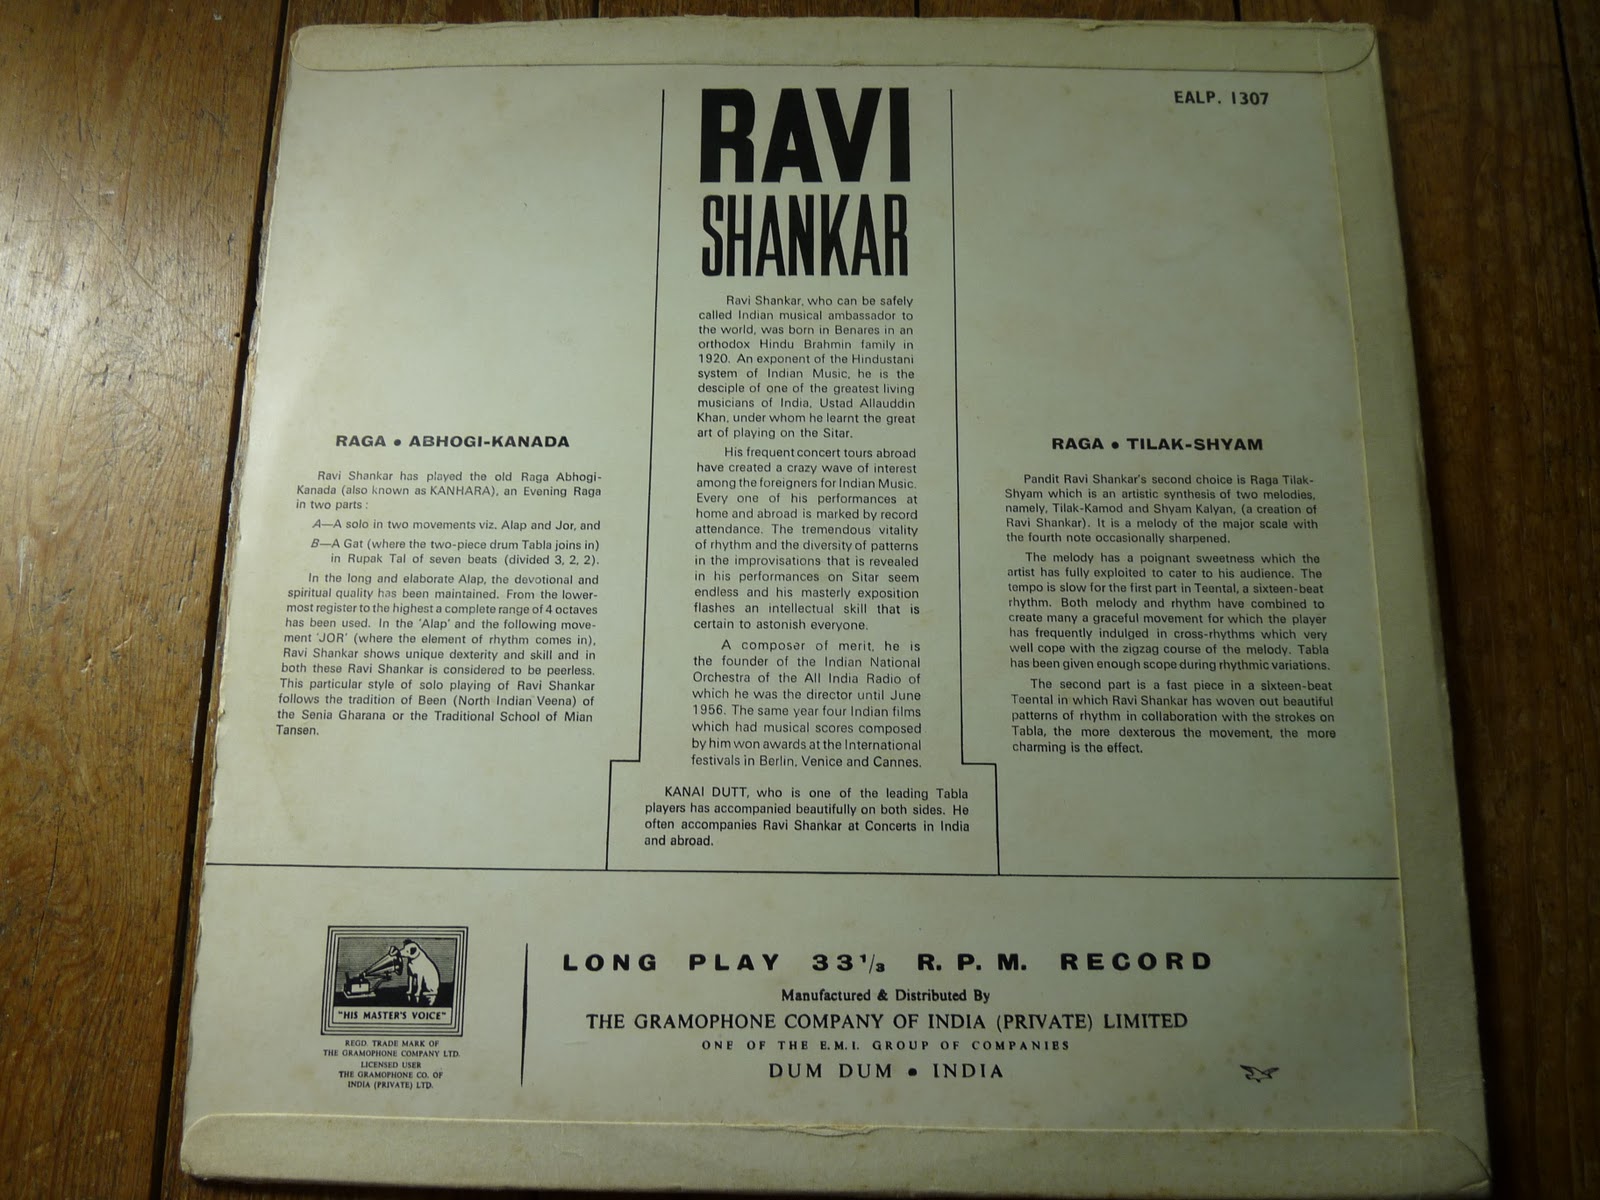 EALP. 1307
RAVI
SHANKAR
Ravi Shankar, who can be safely
called Indian musical ambassador to
the world, was born in Benares in an
orthodox Hindu Brahmin family in
1920. An exponent of the Hindustani
system of Indian Music, he is the
desciple of one of the greatest living
musicians of India, Ustad Allauddin
Khan, under whom he learnt the great
art of playing on the Sitar.
His frequent concert tours abroad
have created a crazy wave of interest
among the foreigners for Indian Music.
Every one of his performances at
home and abroad is marked by record
attendance. The tremendous vitality
of rhythm and the diversity of patterns
in the improvisations that is revealed
in his performances on Sitar seem
endless and his masterly exposition
flashes an intellectual skill that is
certain to astonish everyone.
A composer of merit, he is
the founder of the Indian National
Orchestra of the All India Radio of
which he was the director until June
1956. The same year four Indian films
which had musical scores composed
by him won awards at the International
festivals in Berlin, Venice and Cannes.
KANAI DUTT, who is one of the leading Tabla
players has accompanied beautifully on both sides. He
often accompanies Ravi Shankar at Concerts in India
and abroad.
RAGA • ABHOGI-KANADA
Ravi Shankar has played the old Raga Abhogi-
Kanada (also known as KANHARA), an Evening Raga
in two parts :
A—A solo in two movements viz. Alap and Jor, and
B—A Gat (where the two-piece drum Tabla joins in)
in Rupak Tal of seven beats (divided 3, 2, 2).
In the long and elaborate Alap, the devotional and
spiritual quality has been maintained. From the lower-
most register to the highest a complete range of 4 octaves
has been used. In the 'Alap' and the following move-
ment 'JOR' (where the element of rhythm comes in),
Ravi Shankar shows unique dexterity and skill and in
both these Ravi Shankar is considered to be peerless.
This particular style of solo playing of Ravi Shankar
follows the tradition of Been (North Indian Veena) of
the Senia Gharana or the Traditional School of Mian
Tansen.
RAGA • TILAK-SHYAM
Pandit Ravi Shankar's second choice is Raga Tilak-
Shyam which is an artistic synthesis of two melodies,
namely, Tilak-Kamod and Shyam Kalyan, (a creation of
Ravi Shankar). It is a melody of the major scale with
the fourth note occasionally sharpened.
The melody has a poignant sweetness which the
artist has fully exploited to cater to his audience. The
tempo is slow for the first part in Teental, a sixteen-beat
rhythm. Both melody and rhythm have combined to
create many a graceful movement for which the player
has frequently indulged in cross-rhythms which very
well cope with the zigzag course of the melody. Tabla
has been given enough scope during rhythmic variations.
The second part is a fast piece in a sixteen-beat
Teental in which Ravi Shankar has woven out beautiful
patterns of rhythm in collaboration with the strokes on
Tabla, the more dexterous the movement, the more
charming is the effect.
"HIS MASTER'S VOICE"
REGD. TRADE MARK OF
THE GRAMOPHONE COMPANY LTD.
LICENSED USER
THE GRAMOPHONE CO. OF
INDIA (PRIVATE) LTD.
LONG PLAY 33 1/3 R. P. M. RECORD
Manufactured & Distributed By
THE GRAMOPHONE COMPANY OF INDIA (PRIVATE) LIMITED
ONE OF THE E.M.I. GROUP OF COMPANIES
DUM DUM • INDIA